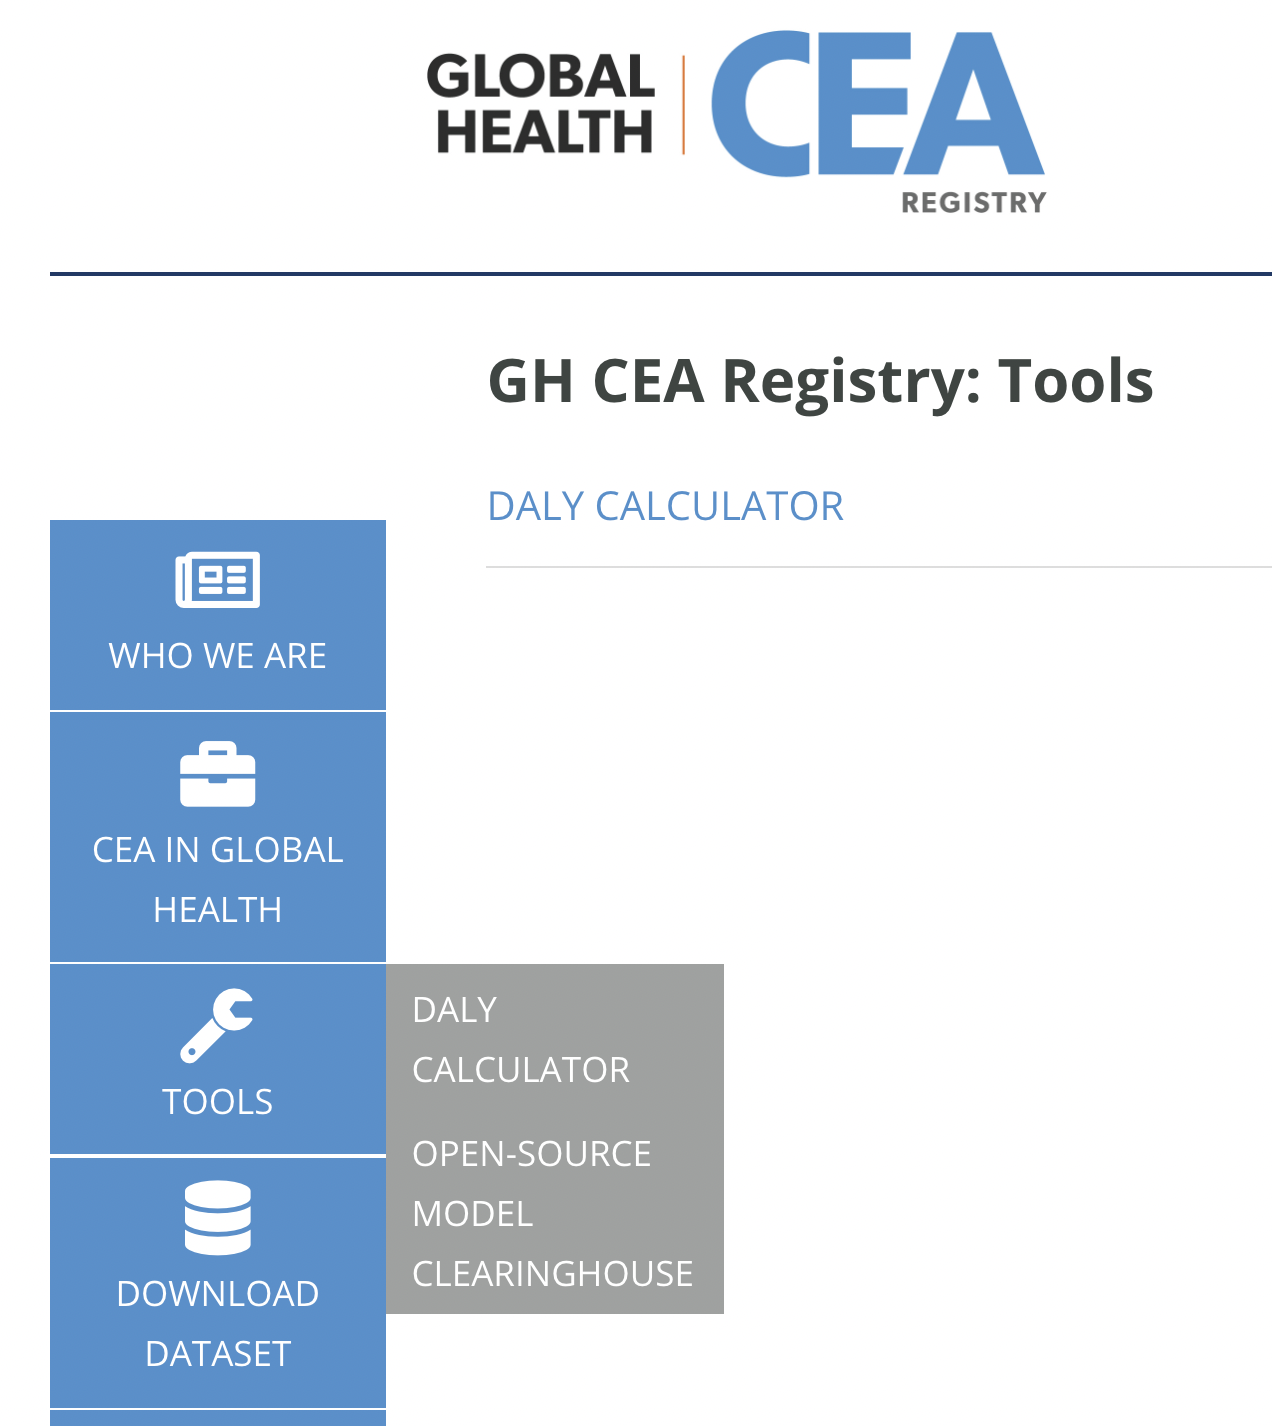 GLOBAL
HEALTH
CEA
REGISTRY
GH CEA Registry: Tools
DALY CALCULATOR
WHO WE ARE
CEA IN GLOBAL
HEALTH
TOOLS
DALY
CALCULATOR
OPEN-SOURCE
MODEL
CLEARINGHOUSE
DOWNLOAD
DATASET